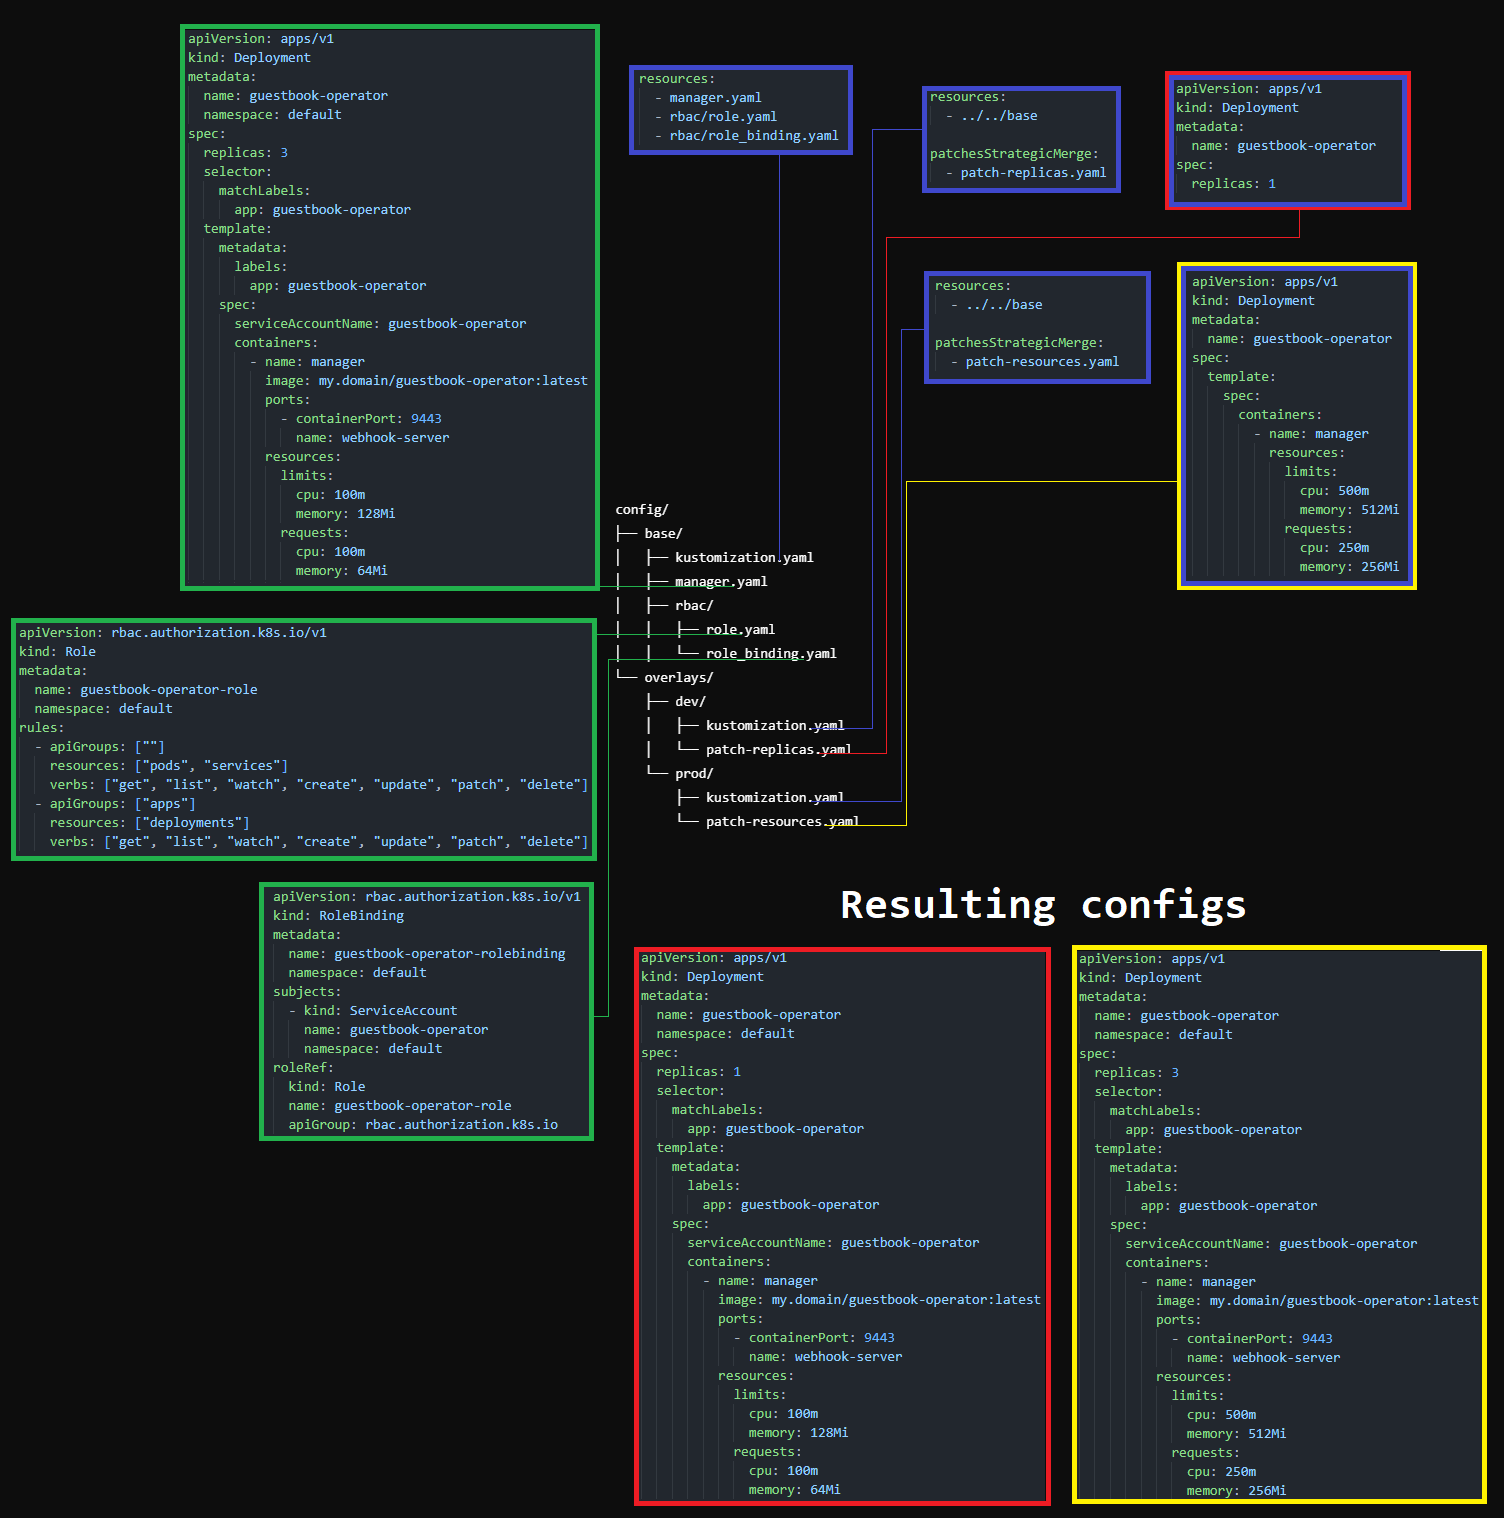 apiVersion: apps/v1
kind: Deployment
metadata:
  name: guestbook-operator
  namespace: default
spec:
  replicas: 3
  selector:
    matchLabels:
      app: guestbook-operator
  template:
    metadata:
      labels:
        app: guestbook-operator
    spec:
      serviceAccountName: guestbook-operator
      containers:
        - name: manager
          image: my.domain/guestbook-operator:latest
          ports:
            - containerPort: 9443
              name: webhook-server
          resources:
            limits:
              cpu: 100m
              memory: 128Mi
            requests:
              cpu: 100m
              memory: 64Mi
resources:
  - manager.yaml
  - rbac/role.yaml
  - rbac/role_binding.yaml
resources:
  - ../../base
patchesStrategicMerge:
  - patch-replicas.yaml
apiVersion: apps/v1
kind: Deployment
metadata:
  name: guestbook-operator
spec:
  replicas: 1
resources:
  - ../../base
patchesStrategicMerge:
  - patch-resources.yaml
apiVersion: apps/v1
kind: Deployment
metadata:
  name: guestbook-operator
spec:
  template:
    spec:
      containers:
        - name: manager
          resources:
            limits:
              cpu: 500m
              memory: 512Mi
            requests:
              cpu: 250m
              memory: 256Mi
config/
├── base/
│   ├── kustomization.yaml
│   ├── manager.yaml
│   ├── rbac/
│   │   ├── role.yaml
│   │   └── role_binding.yaml
└── overlays/
    ├── dev/
    │   ├── kustomization.yaml
    │   └── patch-replicas.yaml
    └── prod/
        ├── kustomization.yaml
        └── patch-resources.yaml
apiVersion: rbac.authorization.k8s.io/v1
kind: Role
metadata:
  name: guestbook-operator-role
  namespace: default
rules:
  - apiGroups: [""]
    resources: ["pods", "services"]
    verbs: ["get", "list", "watch", "create", "update", "patch", "delete"]
  - apiGroups: ["apps"]
    resources: ["deployments"]
    verbs: ["get", "list", "watch", "create", "update", "patch", "delete"]
apiVersion: rbac.authorization.k8s.io/v1
kind: RoleBinding
metadata:
  name: guestbook-operator-rolebinding
  namespace: default
subjects:
  - kind: ServiceAccount
    name: guestbook-operator
    namespace: default
roleRef:
  kind: Role
  name: guestbook-operator-role
  apiGroup: rbac.authorization.k8s.io
Resulting configs
apiVersion: apps/v1
kind: Deployment
metadata:
  name: guestbook-operator
  namespace: default
spec:
  replicas: 1
  selector:
    matchLabels:
      app: guestbook-operator
  template:
    metadata:
      labels:
        app: guestbook-operator
    spec:
      serviceAccountName: guestbook-operator
      containers:
        - name: manager
          image: my.domain/guestbook-operator:latest
          ports:
            - containerPort: 9443
              name: webhook-server
          resources:
            limits:
              cpu: 100m
              memory: 128Mi
            requests:
              cpu: 100m
              memory: 64Mi
apiVersion: apps/v1
kind: Deployment
metadata:
  name: guestbook-operator
  namespace: default
spec:
  replicas: 3
  selector:
    matchLabels:
      app: guestbook-operator
  template:
    metadata:
      labels:
        app: guestbook-operator
    spec:
      serviceAccountName: guestbook-operator
      containers:
        - name: manager
          image: my.domain/guestbook-operator:latest
          ports:
            - containerPort: 9443
              name: webhook-server
          resources:
            limits:
              cpu: 500m
              memory: 512Mi
            requests:
              cpu: 250m
              memory: 256Mi